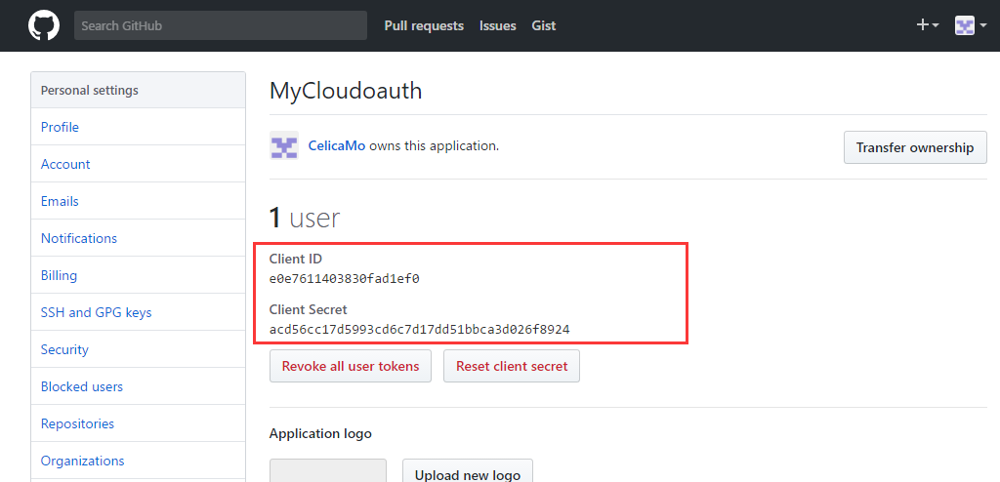 Search GitHub Pull requests Issues Gist
Personal settings
Profile
Account
Emails
Notifications
Billing
SSH and GPG keys
Security
Blocked users
Repositories
Organizations
MyCloudoauth
CelicaMo owns this application.
Transfer ownership
1 user
Client ID
e0e7611403830fad1ef0
Client Secret
acd56cc17d5993cd6c7d17dd51bbca3d026f8924
Revoke all user tokens Reset client secret
Application logo
Upload new logo